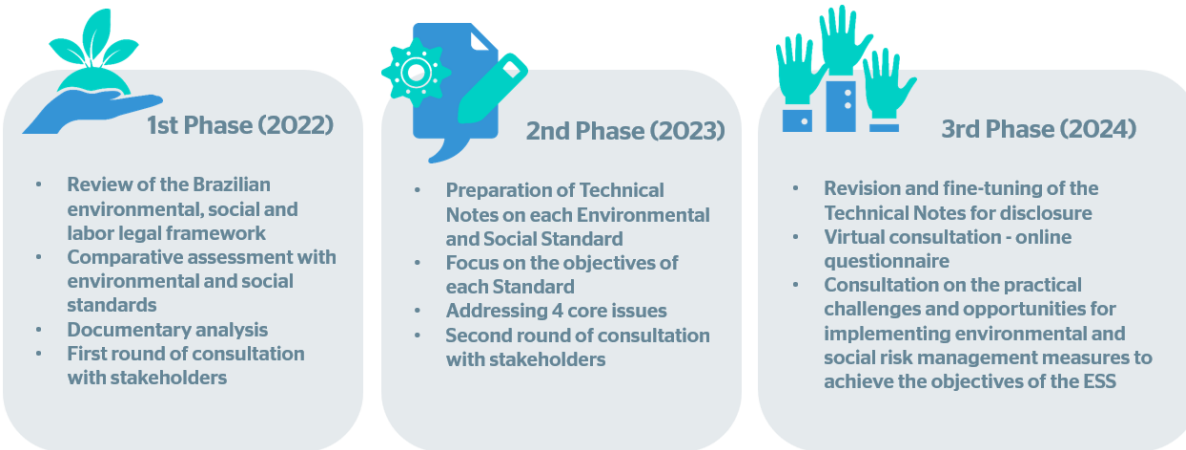 1st Phase (2022)
• Review of the Brazilian
environmental, social and
labor legal framework
• Comparative assessment with
environmental and social
standards
• Documentary analysis
• First round of consultation
with stakeholders
2nd Phase (2023)
• Preparation of Technical
Notes on each Environmental
and Social Standard
• Focus on the objectives of
each Standard
• Addressing 4 core issues
• Second round of consultation
with stakeholders
3rd Phase (2024)
• Revision and fine-tuning of the
Technical Notes for disclosure
• Virtual consultation - online
questionnaire
• Consultation on the practical
challenges and opportunities for
implementing environmental and
social risk management measures to
achieve the objectives of the ESS